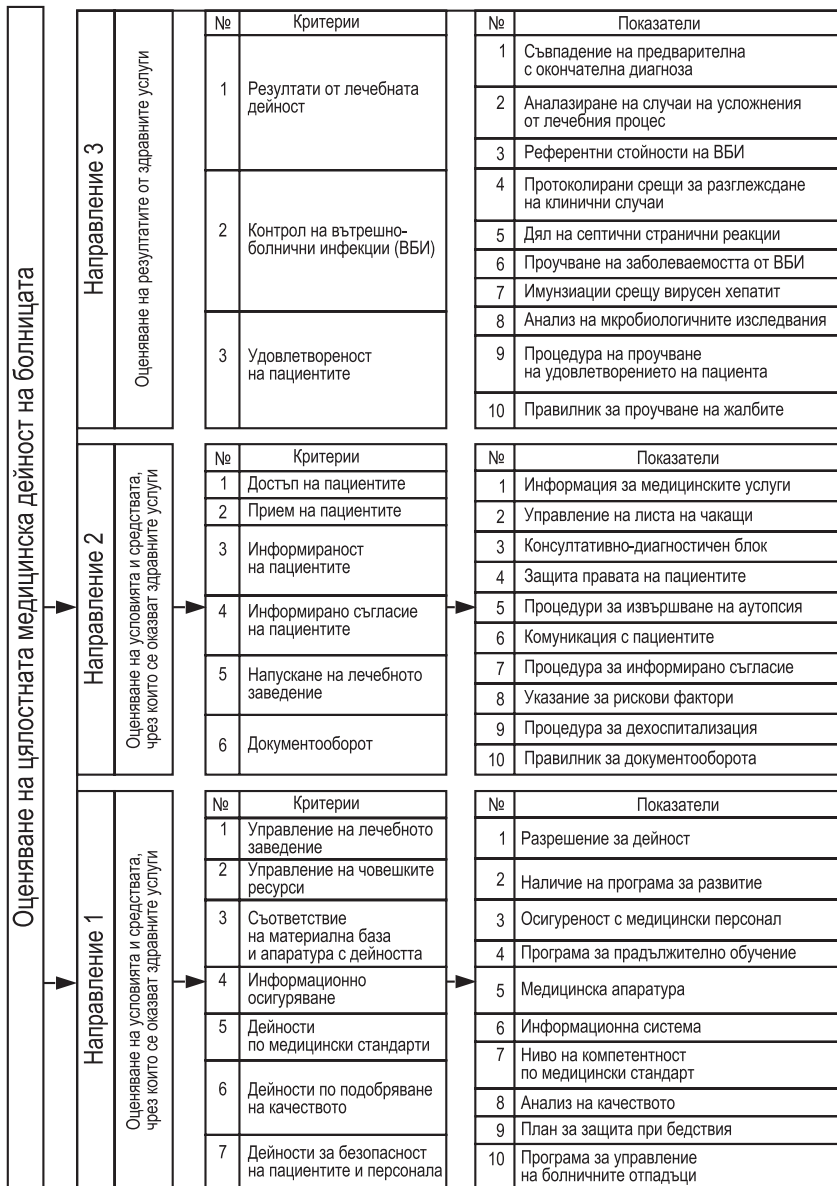 Оценяване на цялостната медицинска дейност на болницата
Направление 3
Оценяване на резултатите от здравните услуги
№ Критерии
1 Резултати от лечебната
дейност
2 Контрол на вътрешно-
болнични инфекции (ВБИ)
3 Удовлетвореност
на пациентите
№ Показатели
1 Съвпадение на предварителна
с окончателна диагноза
2 Аналазиране на случаи на усложнения
от лечебния процес
3 Референтни стойности на ВБИ
4 Протоколирани срещи за разглежсдане
на клинични случаи
5 Дял на септични странични реакции
6 Проучване на заболеваемостта от ВБИ
7 Имунзиации срещу вирусен хепатит
8 Анализ на мкробиологичните изследвания
9 Процедура на проучване
на удовлетворението на пациента
10 Правилник за проучване на жалбите
Направление 2
Оценяване на условията и средствата,
чрез които се оказват здравните услуги
№ Критерии
1 Достъп на пациентите
2 Прием на пациентите
3 Информираност
на пациентите
4 Информирано съгласие
на пациентите
5 Напускане на лечебното
заведение
6 Документооборот
№ Показатели
1 Информация за медицинските услуги
2 Управление на листа на чакащи
3 Консултативно-диагностичен блок
4 Защита правата на пациентите
5 Процедури за извършване на аутопсия
6 Комуникация с пациентите
7 Процедура за информирано съгласие
8 Указание за рискови фактори
9 Процедура за дехоспитализация
10 Правилник за документооборота
Направление 1
Оценяване на условията и средствата,
чрез които се оказват здравните услуги
№ Критерии
1 Управление на лечебното
заведение
2 Управление на човешките
ресурси
3 Съответствие
на материална база
и апаратура с дейността
4 Информационно
осигуряване
5 Дейности
по медицински стандарти
6 Дейности по подобряване
на качеството
7 Дейности за безопасност
на пациентите и персонала
№ Показатели
1 Разрешение за дейност
2 Наличие на програма за развитие
3 Осигуреност с медицински персонал
4 Програма за прадължително обучение
5 Медицинска апаратура
6 Информационна система
7 Ниво на компетентност
по медицински стандарт
8 Анализ на качеството
9 План за защита при бедствия
10 Програма за управление
на болничните отпадъци